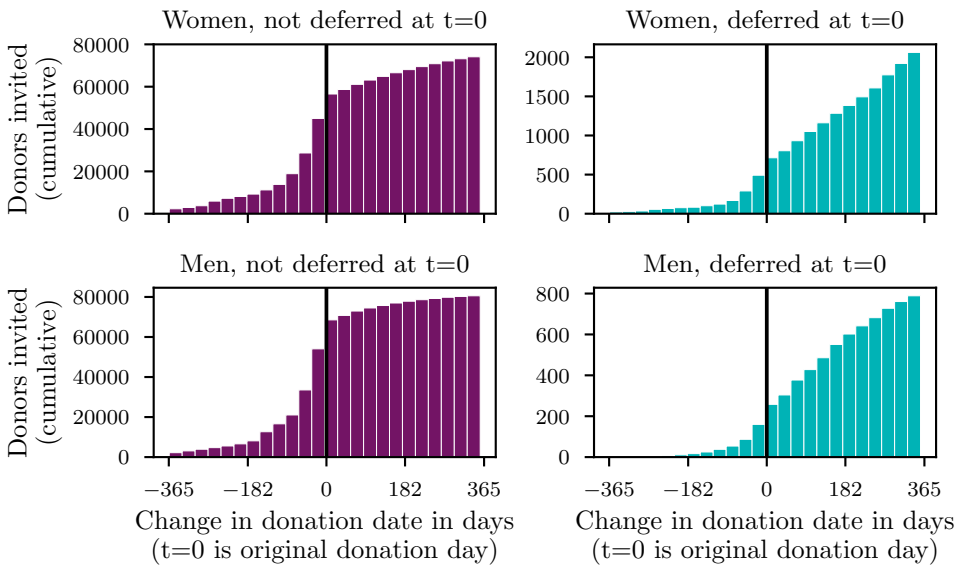 Women, not deferred at t=0
Women, deferred at t=0
Donors invited
(cumulative)
80000
60000
40000
20000
0
2000
1500
1000
500
0
Men, not deferred at t=0
Men, deferred at t=0
Donors invited
(cumulative)
80000
60000
40000
20000
0
800
600
400
200
0
−365
−182
0
182
365
−365
−182
0
182
365
Change in donation date in days
(t=0 is original donation day)
Change in donation date in days
(t=0 is original donation day)